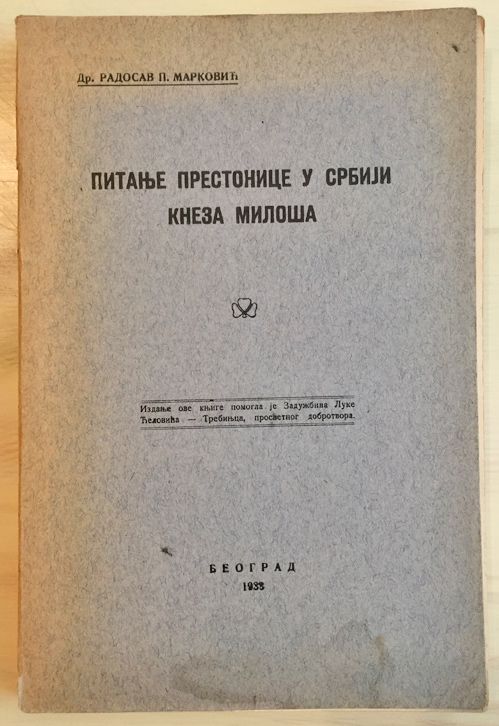 Др. РАДОСАВ П. МАРКОВИЋ
ПИТАЊЕ ПРЕСТОНИЦЕ У СРБИЈИ
КНЕЗА МИЛОША
Издање ове књиге помогла је Задужбина Луке
Ћеловића — Требињца, просветног добротвора.
БЕОГРАД
1938